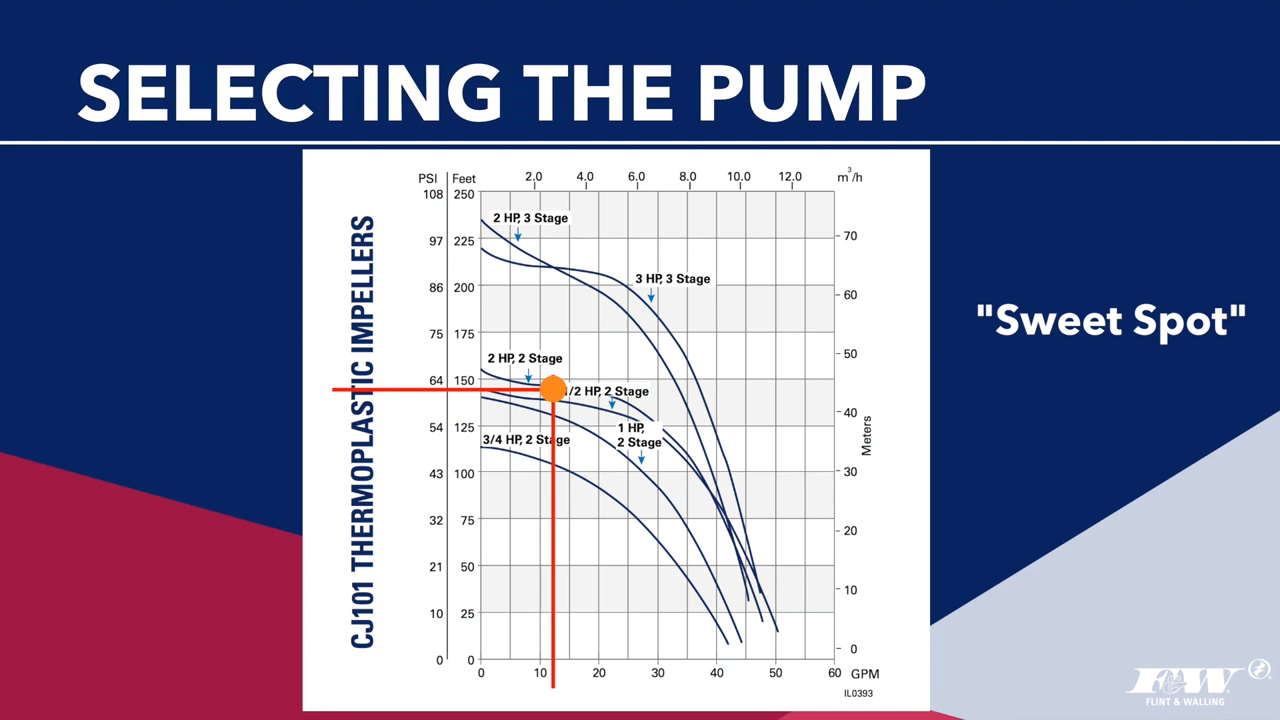 SELECTING THE PUMP
"Sweet Spot"
CJ101 THERMOPLASTIC IMPELLERS
PSI Feet 2.0 4.0 6.0 8.0 10.0 12.0 m³/h
108 250
97 225
86 200
75 175
64 150
54 125
43 100
32 75
21 50
10 25
0 0
70
60
50
40
30
20
10
0
Meters
2 HP, 3 Stage
3 HP, 3 Stage
2 HP, 2 Stage
1/2 HP, 2 Stage
1 HP,
2 Stage
3/4 HP, 2 Stage
0 10 20 30 40 50 60 GPM
IL0393
F&W
FLINT & WALLING